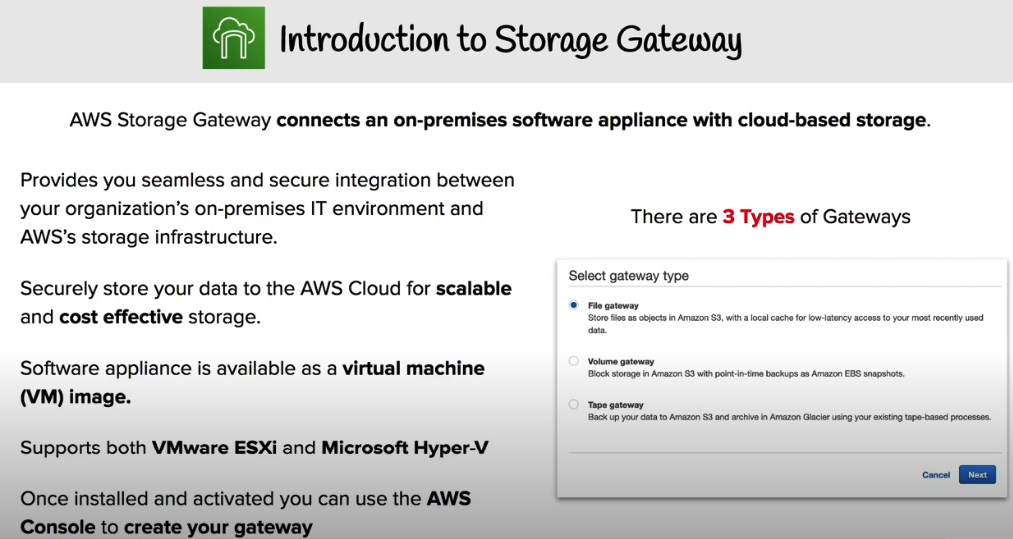 Introduction to Storage Gateway
AWS Storage Gateway connects an on-premises software appliance with cloud-based storage.
Provides you seamless and secure integration between
your organization's on-premises IT environment and
AWS's storage infrastructure.
Securely store your data to the AWS Cloud for scalable
and cost effective storage.
Software appliance is available as a virtual machine
(VM) image.
Supports both VMware ESXi and Microsoft Hyper-V
Once installed and activated you can use the AWS
Console to create your gateway
There are 3 Types of Gateways
Select gateway type
File gateway
Store files as objects in Amazon S3, with a local cache for low-latency access to your most recently used
data.
Volume gateway
Block storage in Amazon S3 with point-in-time backups as Amazon EBS snapshots.
Tape gateway
Back up your data to Amazon S3 and archive in Amazon Glacier using your existing tape-based processes.
Cancel Next